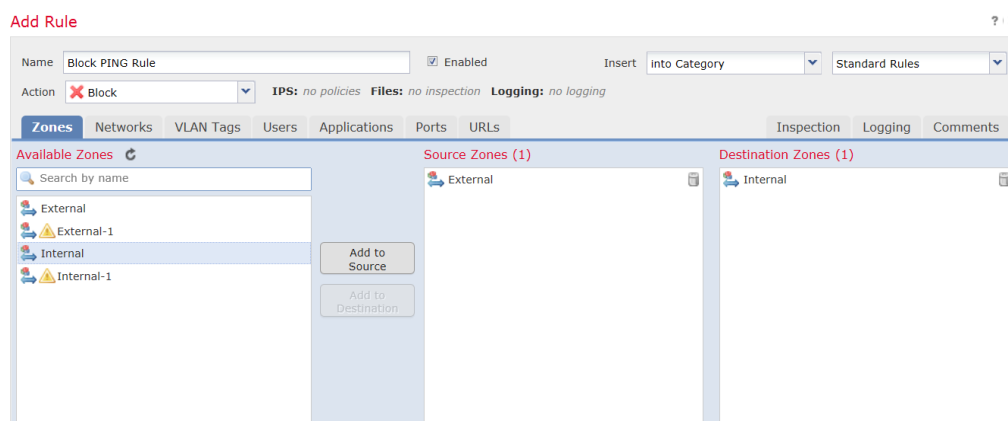 Add Rule ?
Name Block PING Rule Enabled Insert into Category Standard Rules
Action Block IPS: no policies Files: no inspection Logging: no logging
Zones Networks VLAN Tags Users Applications Ports URLs Inspection Logging Comments
Available Zones Source Zones (1) Destination Zones (1)
Search by name External Internal
External
External-1
Internal
Internal-1
Add to
Source
Add to
Destination